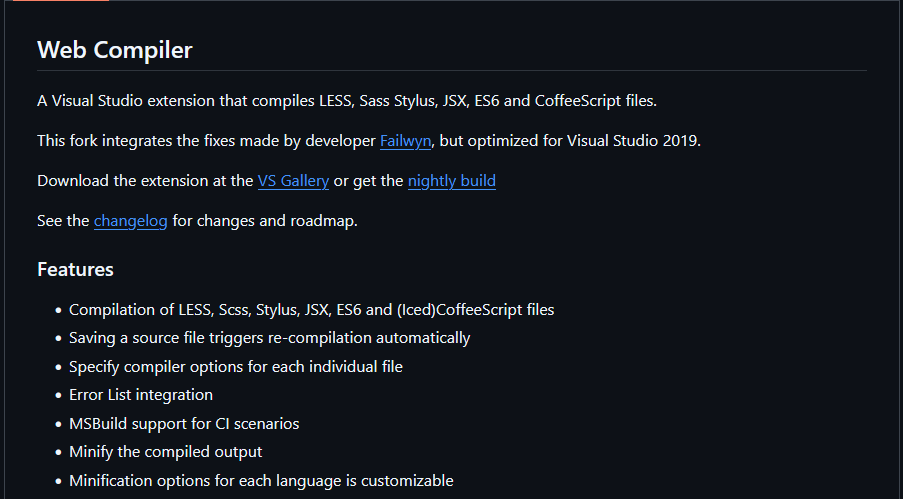 Web Compiler
A Visual Studio extension that compiles LESS, Sass Stylus, JSX, ES6 and CoffeeScript files.
This fork integrates the fixes made by developer Failwyn, but optimized for Visual Studio 2019.
Download the extension at the VS Gallery or get the nightly build
See the changelog for changes and roadmap.
Features
• Compilation of LESS, Scss, Stylus, JSX, ES6 and (Iced)CoffeeScript files
• Saving a source file triggers re-compilation automatically
• Specify compiler options for each individual file
• Error List integration
• MSBuild support for CI scenarios
• Minify the compiled output
• Minification options for each language is customizable